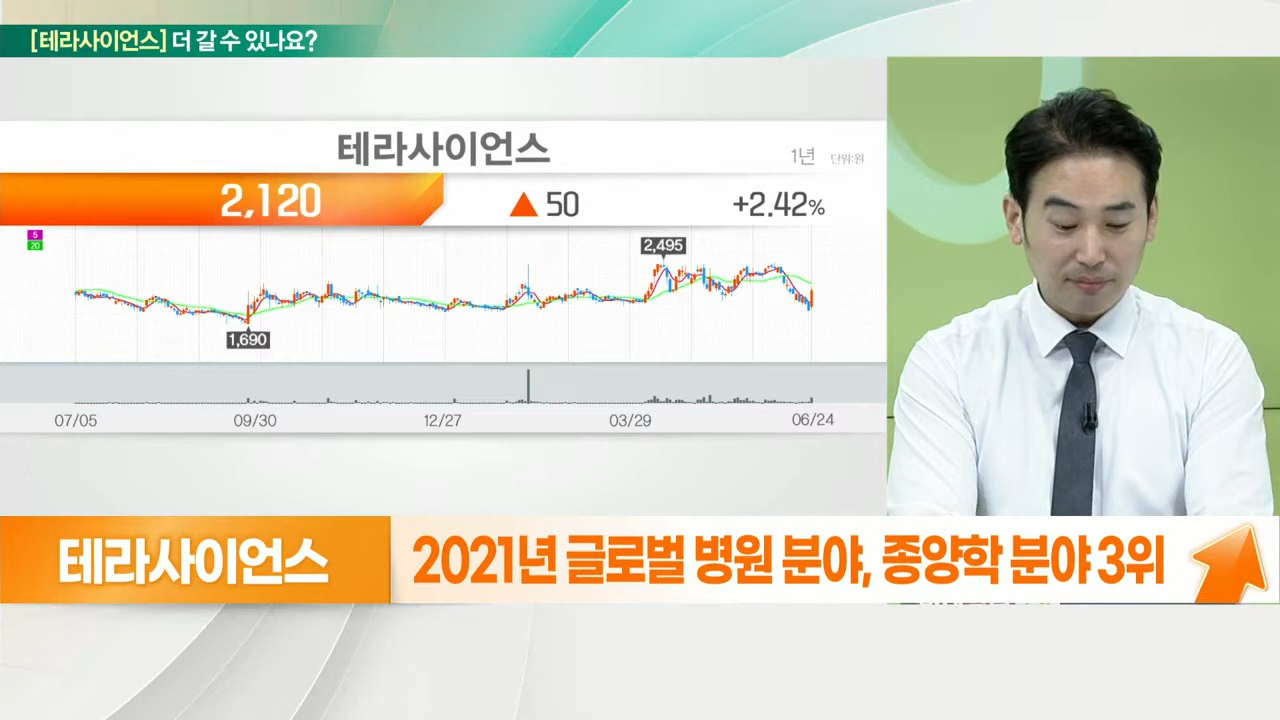 [테라사이언스] 더 갈 수 있나요?
테라사이언스
1년 단위:원
2,120 ▲ 50 +2.42%
5
20
2,495
1,690
07/05 09/30 12/27 03/29 06/24
테라사이언스
2021년 글로벌 병원 분야, 종양학 분야 3위